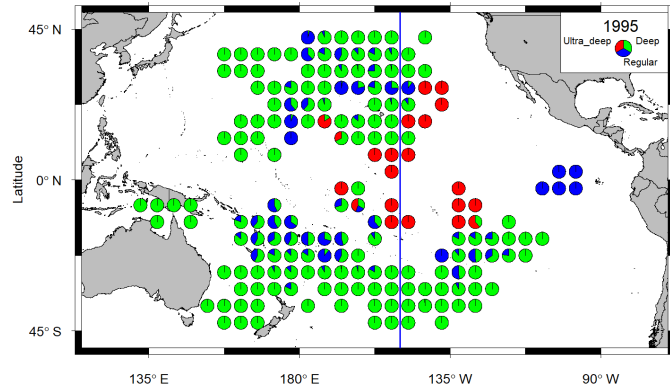 1995
Ultra_deep Deep
Regular
45° N
0° N
45° S
Latitude
135° E 180° E 135° W 90° W